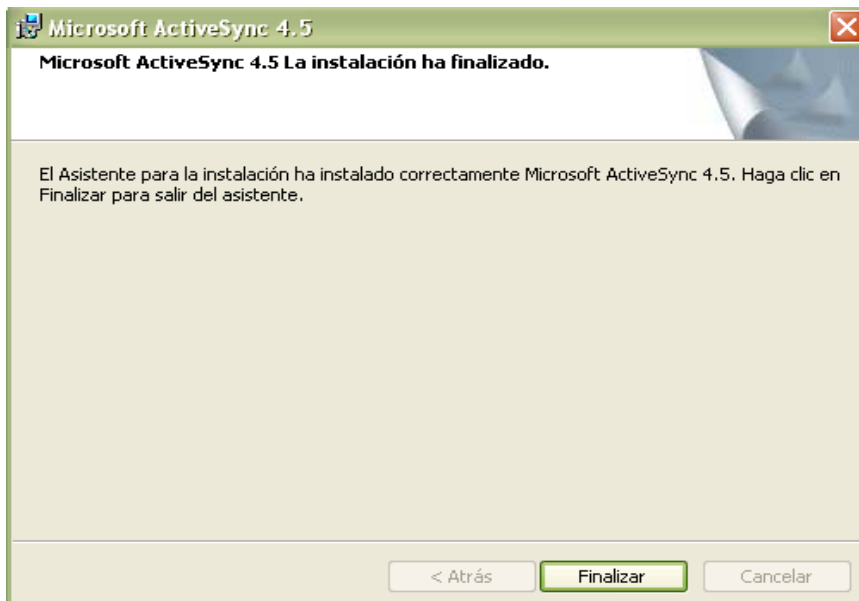 Microsoft ActiveSync 4.5
Microsoft ActiveSync 4.5 La instalación ha finalizado.
El Asistente para la instalación ha instalado correctamente Microsoft ActiveSync 4.5. Haga clic en
Finalizar para salir del asistente.
< Atrás Finalizar Cancelar